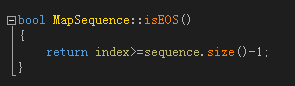 bool MapSequence::isEOS()
{
return index>=sequence.size()-1;
}